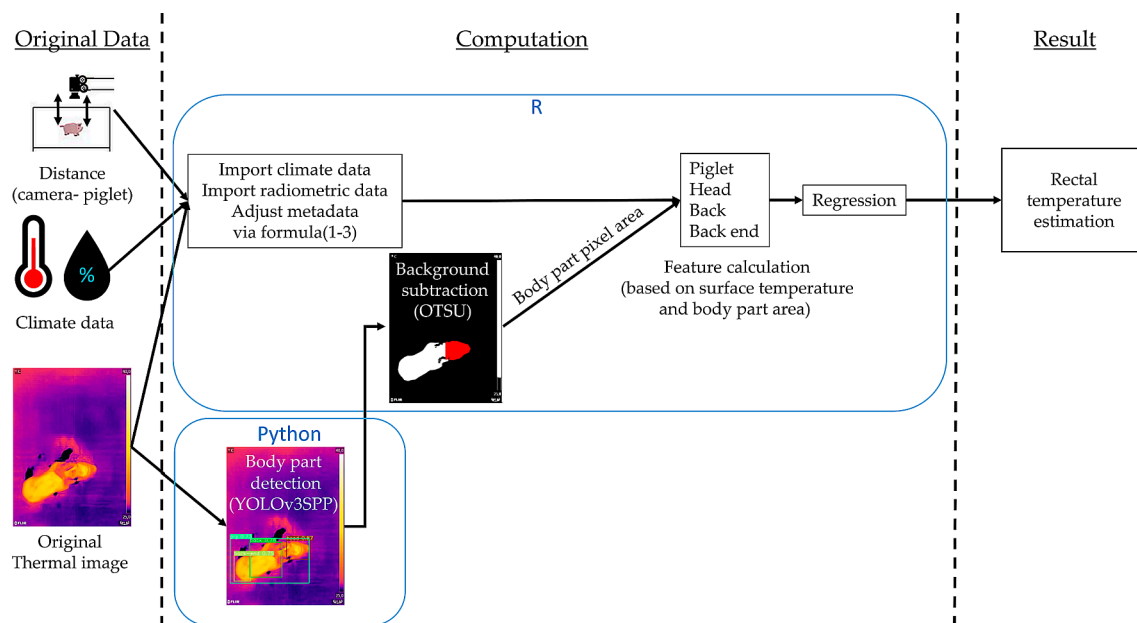 Original Data
Computation
Result
R
Distance
(camera- piglet)
%
Climate data
Original
Thermal image
Import climate data
Import radiometric data
Adjust metadata
via formula(1-3)
Background
subtraction
(OTSU)
Body part pixel area
Piglet
Head
Back
Back end
Feature calculation
(based on surface temperature
and body part area)
Regression
Rectal
temperature
estimation
Python
Body part
detection
(YOLOv3SPP)